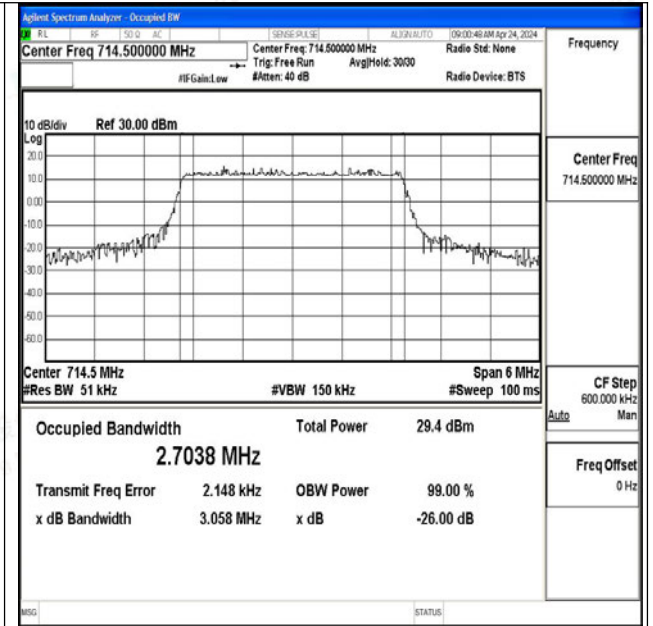 Agilent Spectrum Analyzer - Occupied BW
RL RF 50 Ω AC SENSE:PULSE ALIGN AUTO 09:00:48 AM Apr 24, 2024
Center Freq 714.500000 MHz Center Freq: 714.500000 MHz Radio Std: None Frequency
Trig: Free Run Avg|Hold: 30/30
#IFGain:Low #Atten: 40 dB Radio Device: BTS
10 dB/div Ref 30.00 dBm
Log
20.0
10.0
0.00
-10.0
-20.0
-30.0
-40.0
-50.0
-60.0
Center 714.5 MHz Span 6 MHz
#Res BW 51 kHz #VBW 150 kHz #Sweep 100 ms
Occupied Bandwidth Total Power 29.4 dBm
2.7038 MHz
Transmit Freq Error 2.148 kHz OBW Power 99.00 %
x dB Bandwidth 3.058 MHz x dB -26.00 dB
Center Freq
714.500000 MHz
CF Step
600.000 kHz
Auto Man
Freq Offset
0 Hz
MSG STATUS